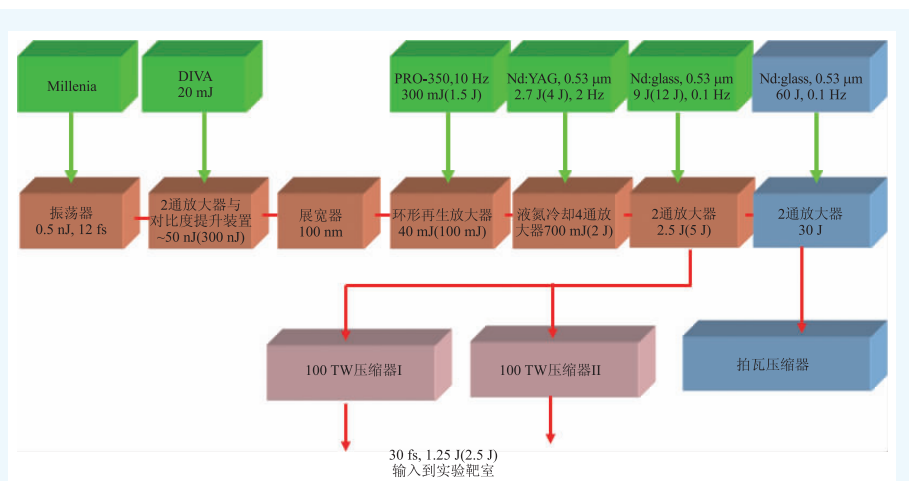 Millenia
DIVA
20 mJ
PRO-350,10 Hz
300 mJ(1.5 J)
Nd:YAG, 0.53 μm
2.7 J(4 J), 2 Hz
Nd:glass, 0.53 μm
9 J(12 J), 0.1 Hz
Nd:glass, 0.53 μm
60 J, 0.1 Hz
振荡器
0.5 nJ, 12 fs
2通放大器与
对比度提升装置
~50 nJ(300 nJ)
展宽器
100 nm
环形再生放大器
40 mJ(100 mJ)
液氮冷却4通放
大器700 mJ(2 J)
2通放大器
2.5 J(5 J)
2通放大器
30 J
100 TW压缩器I
100 TW压缩器II
拍瓦压缩器
30 fs, 1.25 J(2.5 J)
输入到实验靶室